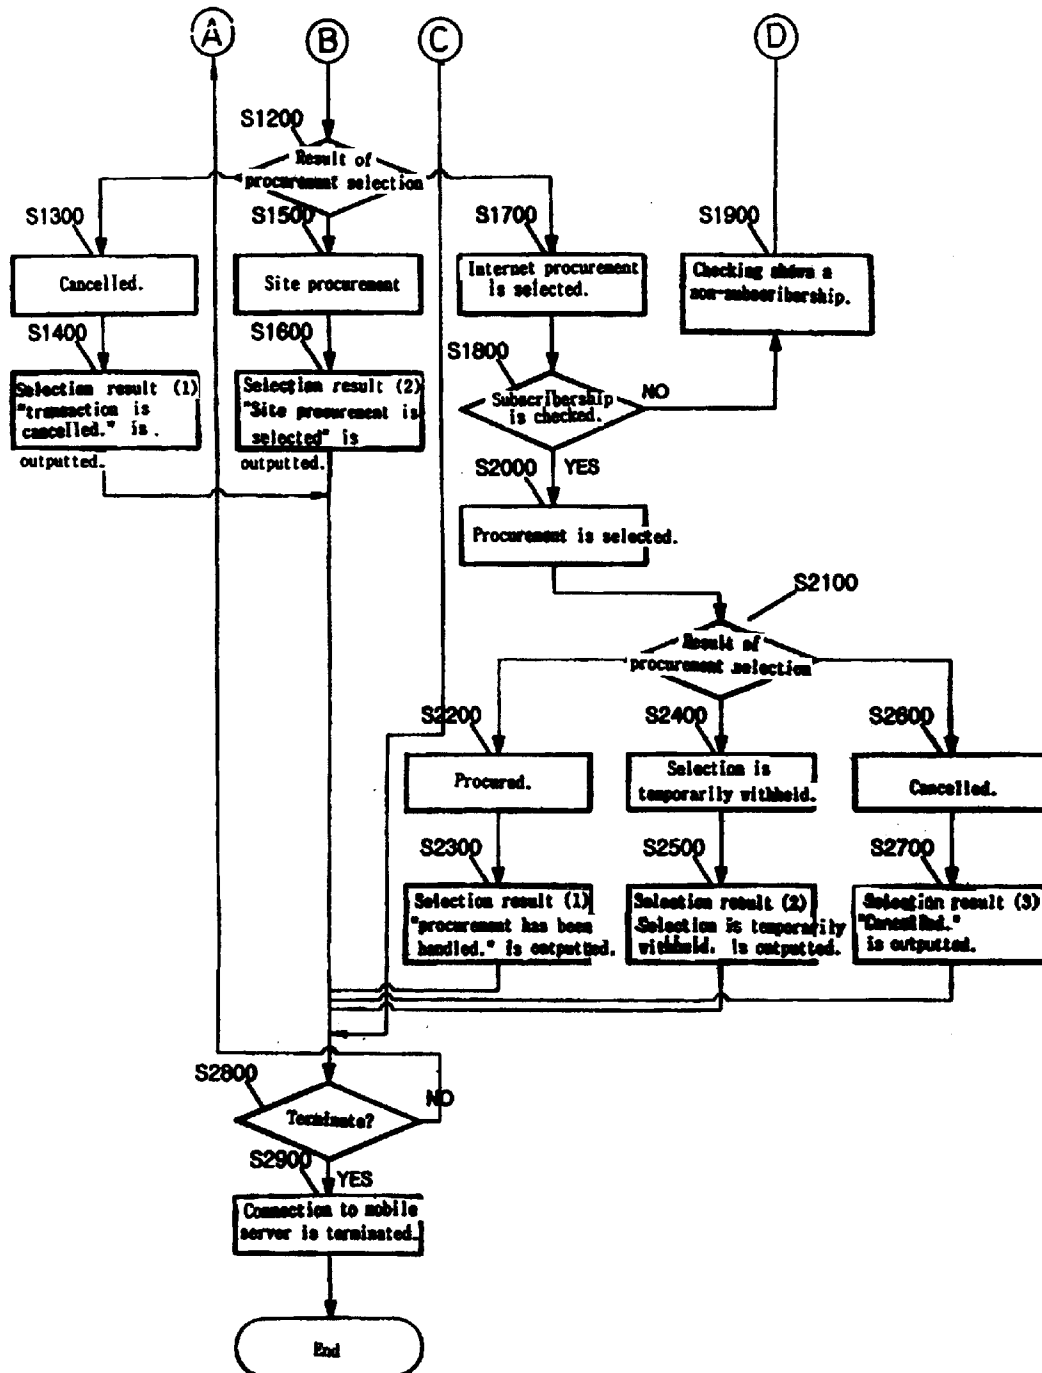 A
B
C
D
S1200
Result of
procurement selection
S1300
Cancelled.
S1500
Site procurement
S1700
Internet procurement
is selected.
S1900
Checking shows a
non-subscribership.
S1400
Selection result (1)
"transaction is
cancelled." is.
outputted.
S1600
Selection result (2)
"Site procurement is
selected" is
outputted.
S1800
Subscribership
is checked.
NO
YES
S2000
Procurement is selected.
S2100
Result of
procurement selection
S2200
Procured.
S2400
Selection is
temporarily withheld.
S2600
Cancelled.
S2300
Selection result (1)
"procurement has been
handled." is outputted.
S2500
Selection result (2)
Selection is temporarily
withheld. is outputted.
S2700
Selection result (3)
"Cancelled."
is outputted.
S2800
Terminate?
NO
YES
S2900
Connection to mobile
server is terminated.
End